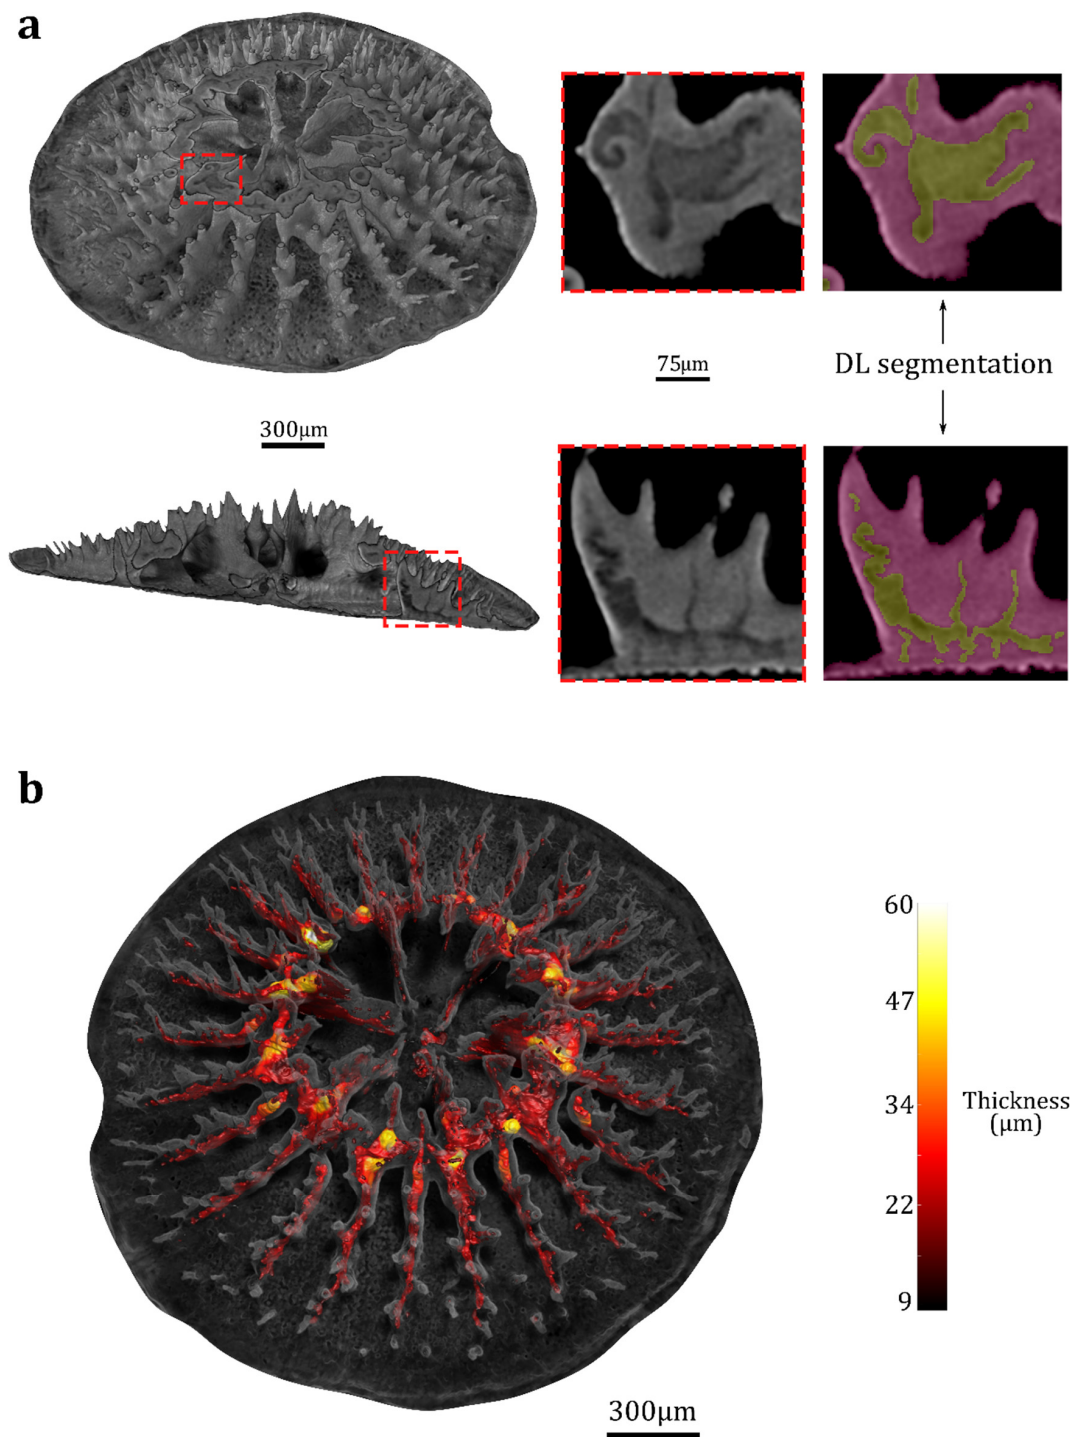 a
75μm
DL segmentation
300μm
b
60
47
34
Thickness
(μm)
22
9
300μm